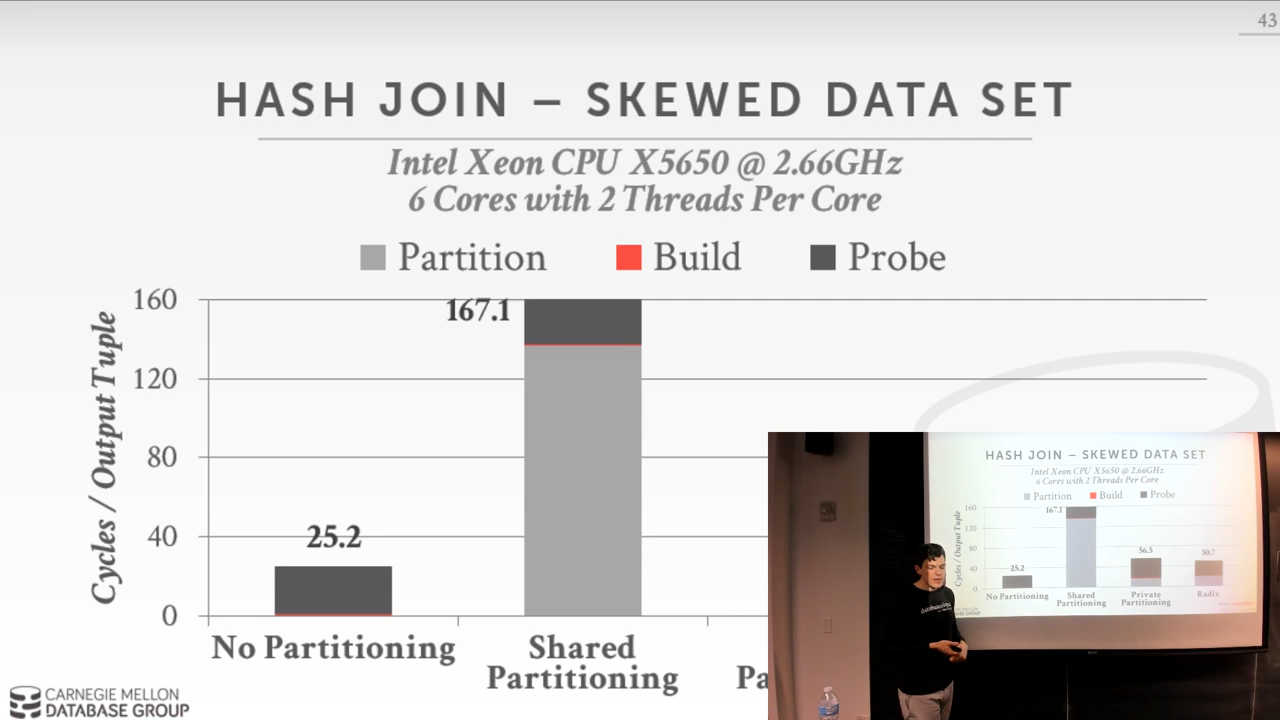 43
HASH JOIN – SKEWED DATA SET
Intel Xeon CPU X5650 @ 2.66GHz
6 Cores with 2 Threads Per Core
Partition Build Probe
Cycles / Output Tuple
160
120
80
40
0
25.2
167.1
No Partitioning
Shared
Partitioning
Pa
CARNEGIE MELLON
DATABASE GROUP
HASH JOIN – SKEWED DATA SET
Intel Xeon CPU X5650 @ 2.66GHz
6 Cores with 2 Threads Per Core
Partition Build Probe
Cycles / Output Tuple
160
120
80
40
0
25.2
167.1
56.5
50.7
No Partitioning
Shared
Partitioning
Private
Partitioning
Radix